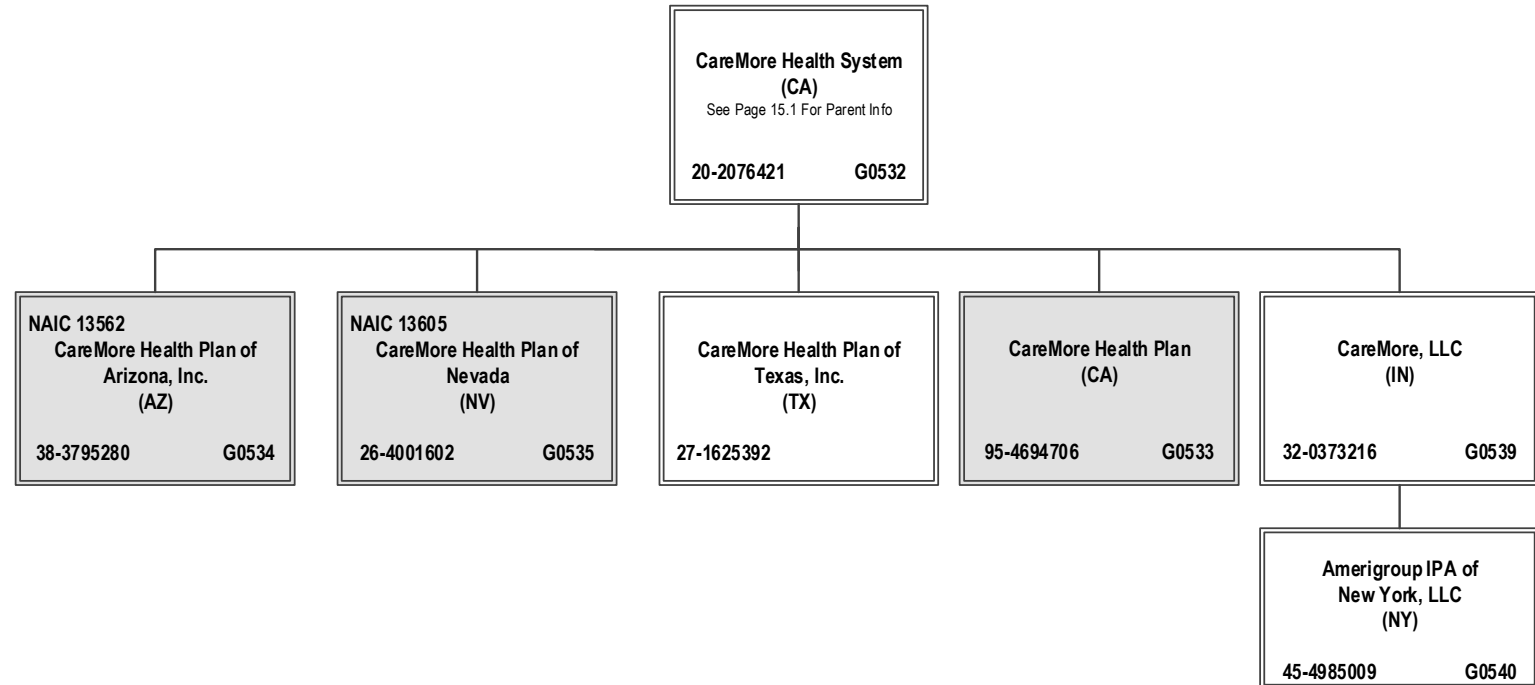 CareMore Health System
(CA)
See Page 15.1 For Parent Info
20-2076421 G0532
NAIC 13562
CareMore Health Plan of
Arizona, Inc.
(AZ)
38-3795280 G0534
NAIC 13605
CareMore Health Plan of
Nevada
(NV)
26-4001602 G0535
CareMore Health Plan of
Texas, Inc.
(TX)
27-1625392
CareMore Health Plan
(CA)
95-4694706 G0533
CareMore, LLC
(IN)
32-0373216 G0539
Amerigroup IPA of
New York, LLC
(NY)
45-4985009 G0540